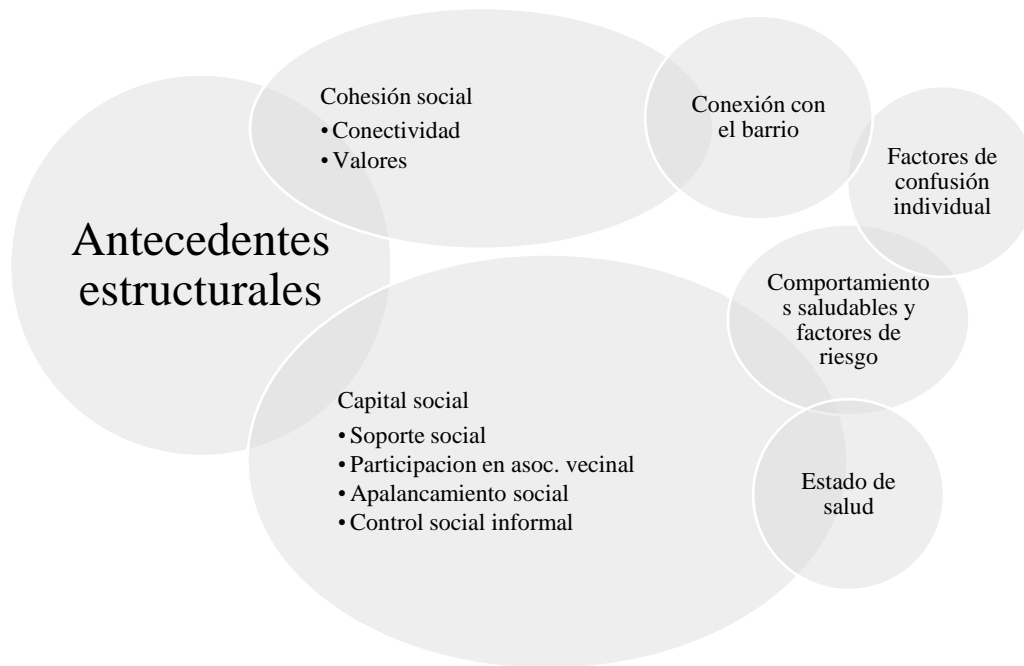 Cohesión social
• Conectividad
• Valores
Conexión con
el barrio
Factores de
confusión
individual
Antecedentes
estructurales
Comportamiento
s saludables y
factores de
riesgo
Capital social
• Soporte social
• Participacion en asoc. vecinal
• Apalancamiento social
• Control social informal
Estado de
salud